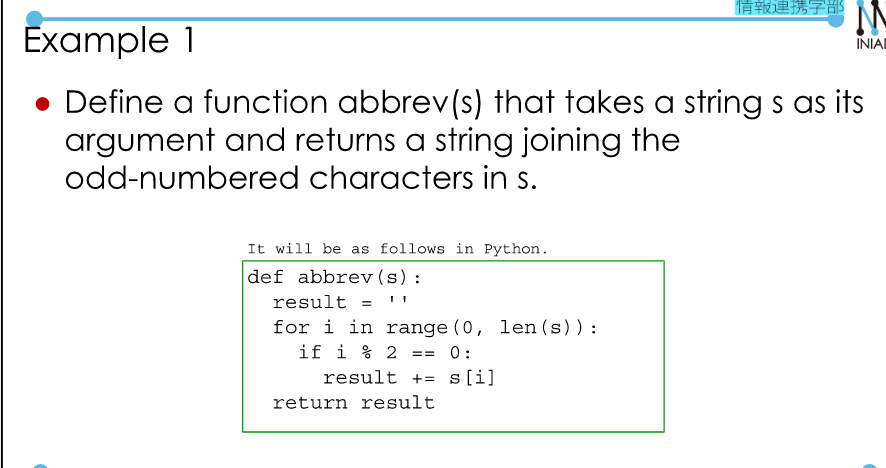 情報連携学部
INIAD
Example 1
● Define a function abbrev(s) that takes a string s as its
argument and returns a string joining the
odd-numbered characters in s.
It will be as follows in Python.
def abbrev(s):
  result = ''
  for i in range(0, len(s)):
    if i % 2 == 0:
      result += s[i]
  return result